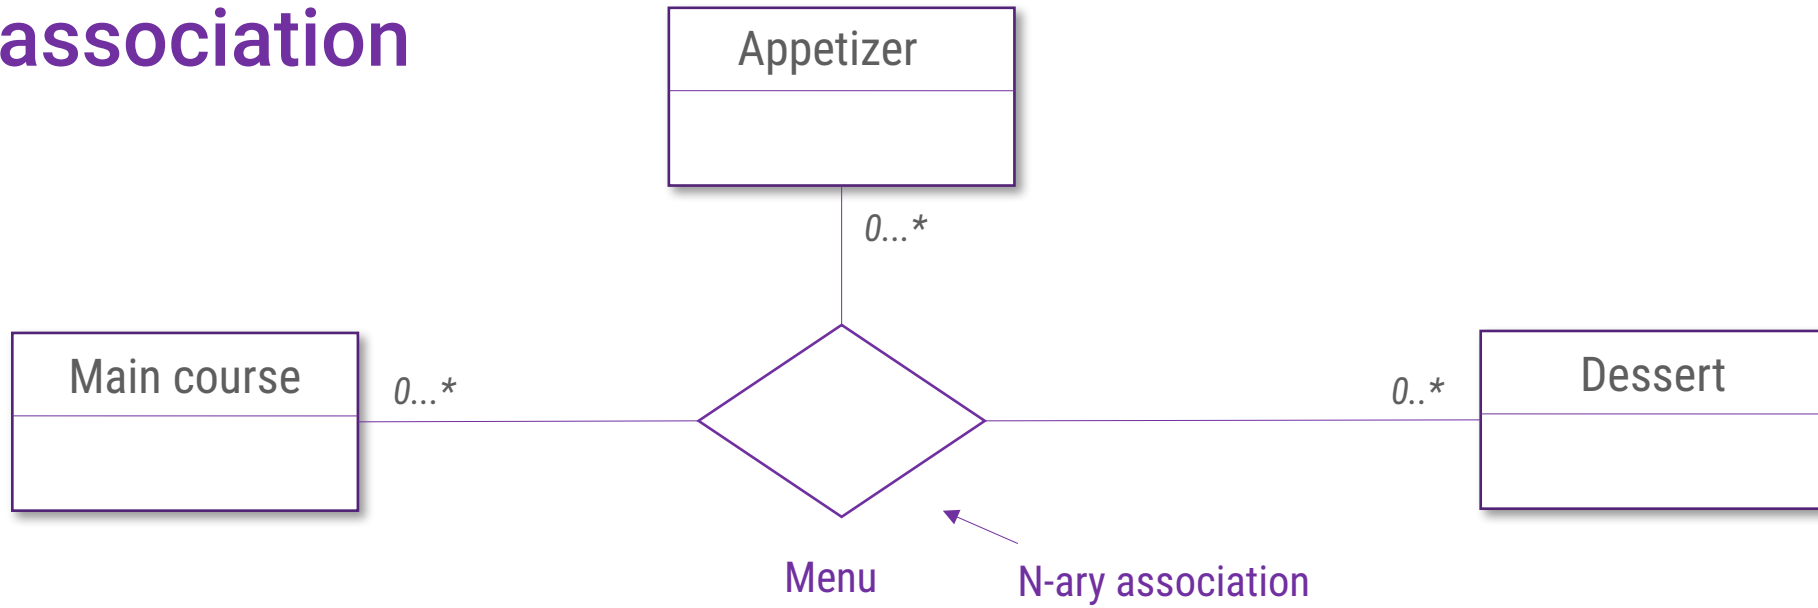 association
Appetizer
0...*
Main course
0...*
0..*
Dessert
Menu
N-ary association